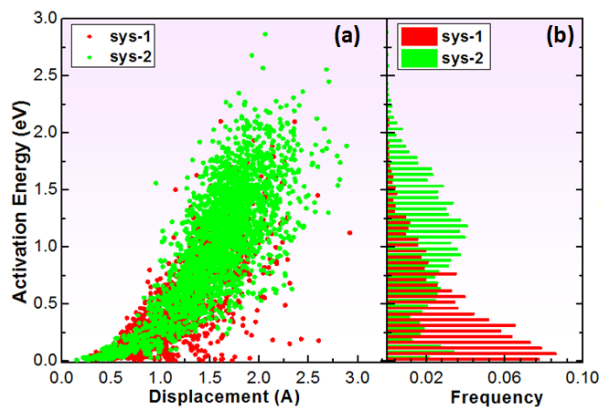 (a)
sys-1
sys-2
(b)
sys-1
sys-2
Activation Energy (eV)
3.0
2.5
2.0
1.5
1.0
0.5
0.0
0.0 0.5 1.0 1.5 2.0 2.5 3.0
0.02 0.06 0.10
Displacement (A)
Frequency